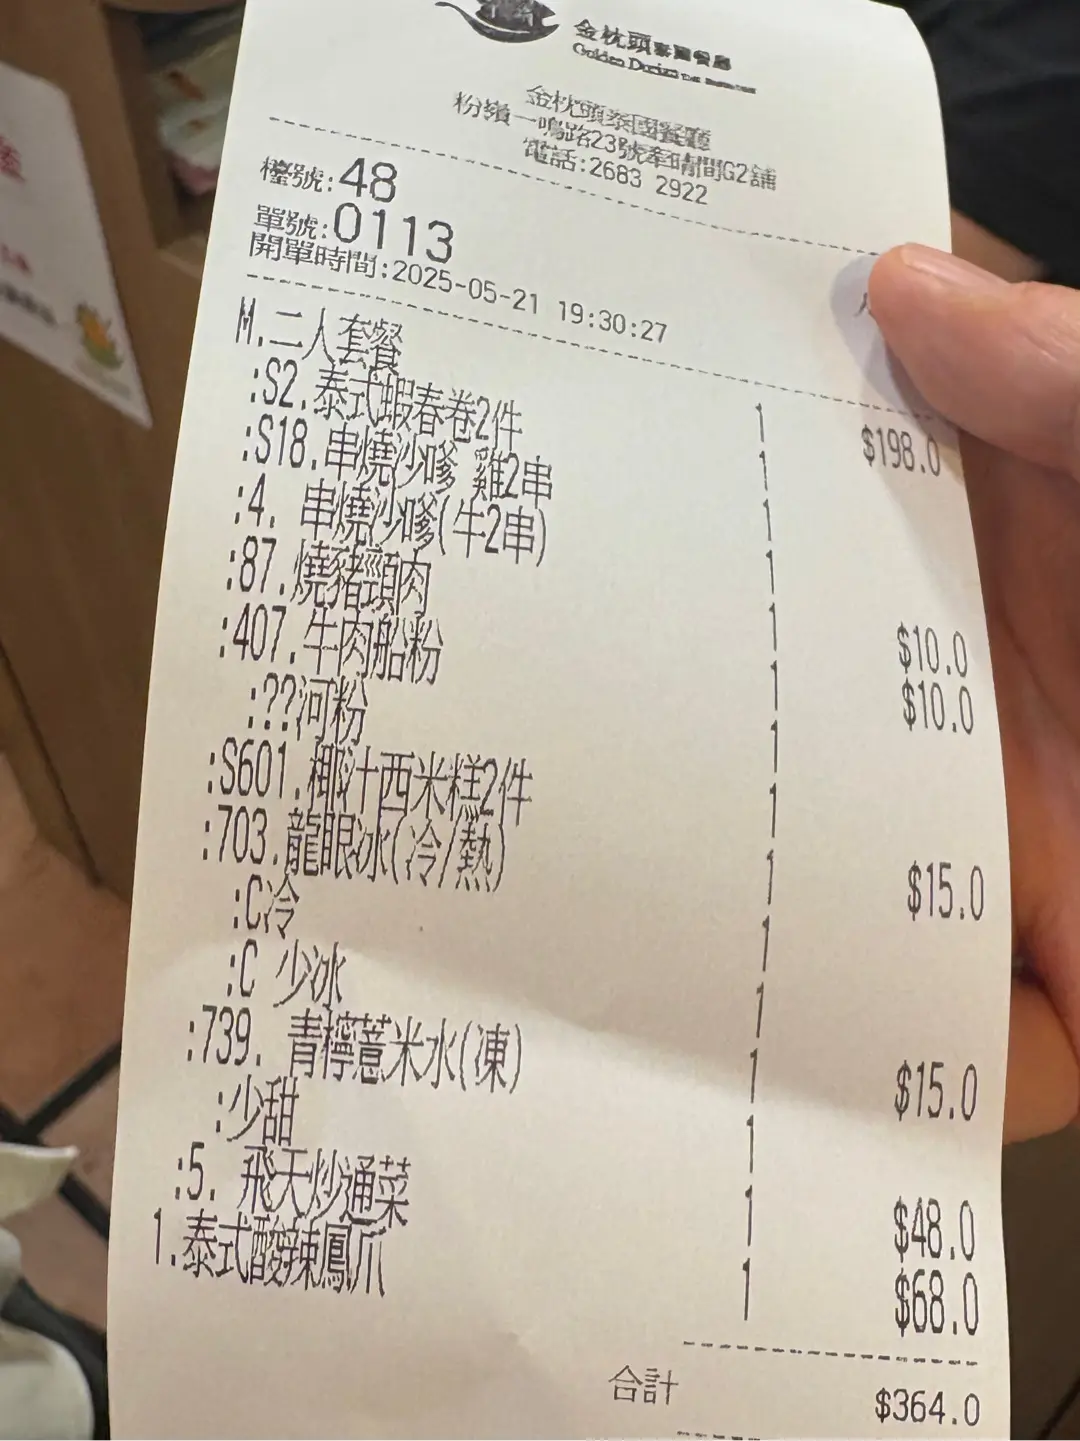 金枕頭泰國餐廳
Golden Durian
金枕頭泰國餐廳
粉嶺一鳴路23號牽晴間G2舖
電話:2683 2922
檯號:48
單號:0113
開單時間:2025-05-21 19:30:27
M.二人套餐 1 $198.0
:S2.泰式蝦春卷2件 1
:S18.串燒沙嗲 雞2串 1
:4. 串燒沙嗲(牛2串) 1 $10.0
:87.燒豬頸肉 1 $10.0
:407.牛肉船粉 1
:??河粉 1
:S601.椰汁西米糕2件 1
:703.龍眼冰(冷/熱) 1 $15.0
:C冷 1
:C 少冰 1
:739. 青檸薏米水(凍) 1 $15.0
:少甜 1
:5. 飛天炒通菜 1 $48.0
1.泰式酸辣鳳爪 1 $68.0
合計 $364.0